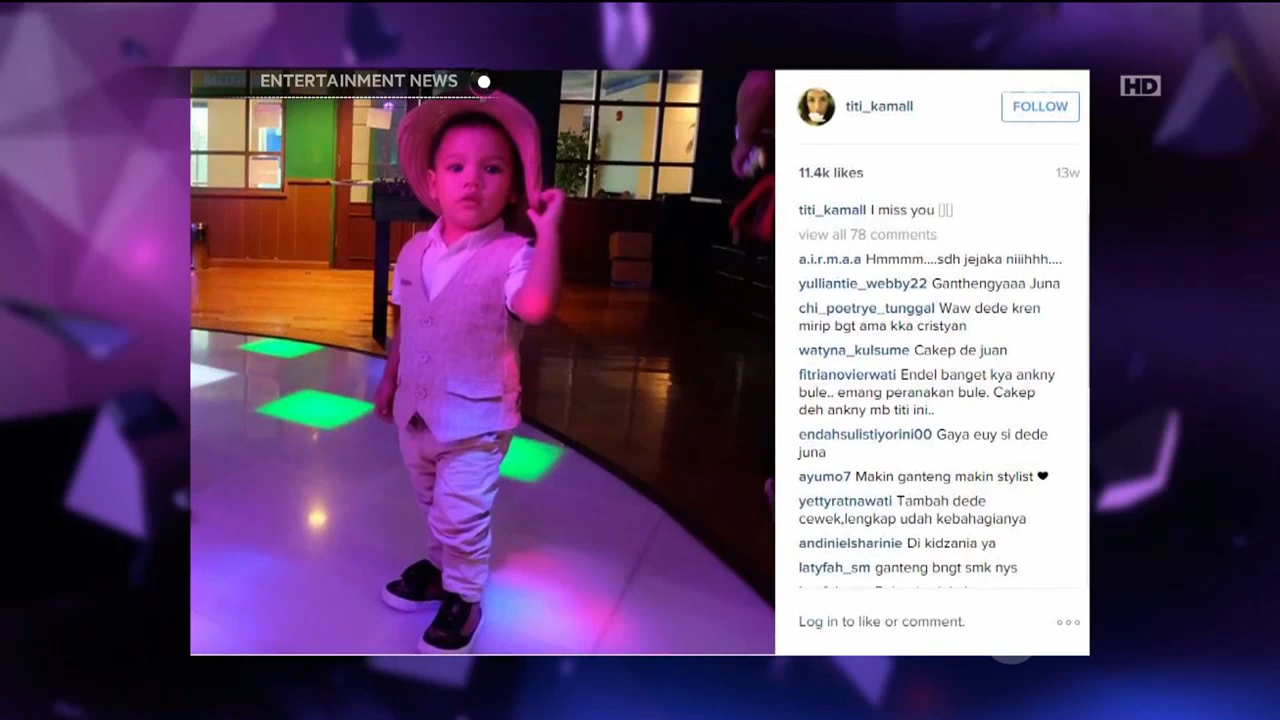 ENTERTAINMENT NEWS
HD
titi_kamall
FOLLOW
11.4k likes
13w
titi_kamall I miss you
view all 78 comments
a.i.r.m.a.a Hmmmm....sdh jejaka niiihhh....
yulliantie_webby22 Ganthengyaaa Juna
chi_poetrye_tunggal Waw dede kren
mirip bgt ama kka cristyan
watyna_kulsume Cakep de juan
fitrianovierwati Endel banget kya ankny
bule.. emang peranakan bule. Cakep
deh ankny mb titi ini..
endahsulistiyorini00 Gaya euy si dede
juna
ayumo7 Makin ganteng makin stylist ♥
yettyratnawati Tambah dede
cewek,lengkap udah kebahagianya
andinielsharinie Di kidzania ya
latyfah_sm ganteng bngt smk nys
Log in to like or comment.